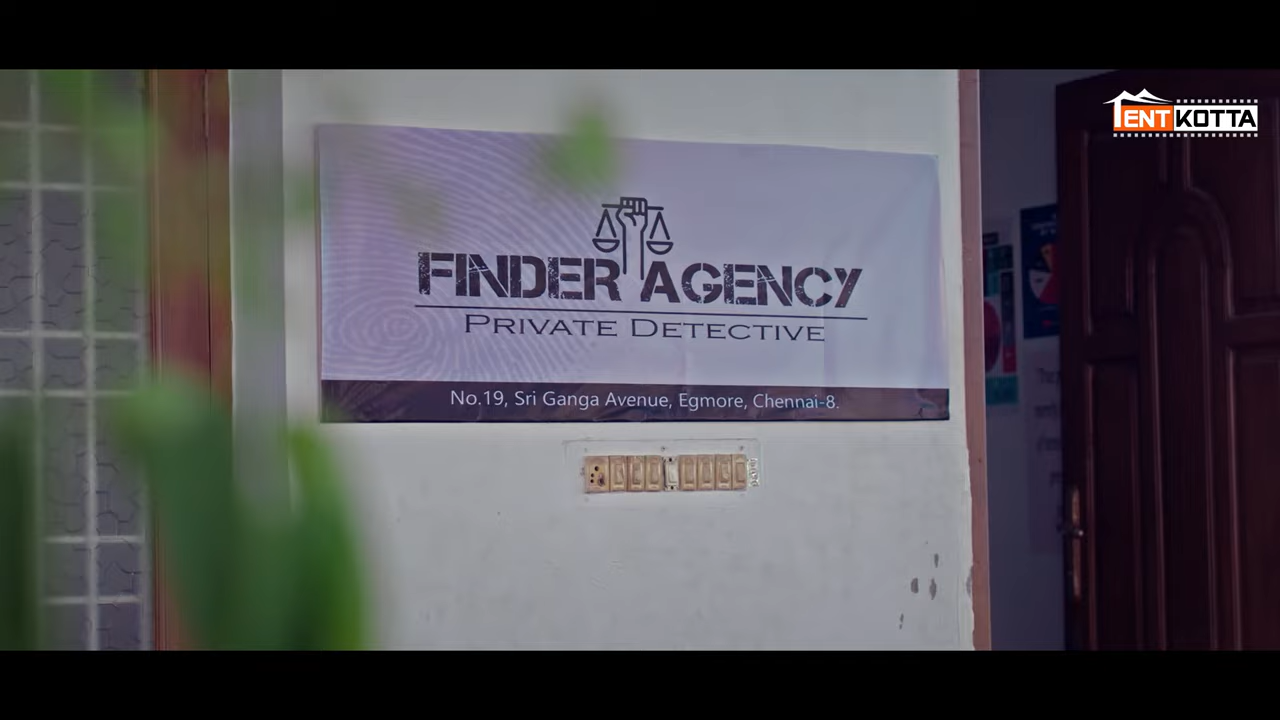 TENTKOTTA
FINDER AGENCY
PRIVATE DETECTIVE
No.19, Sri Ganga Avenue, Egmore, Chennai-8.